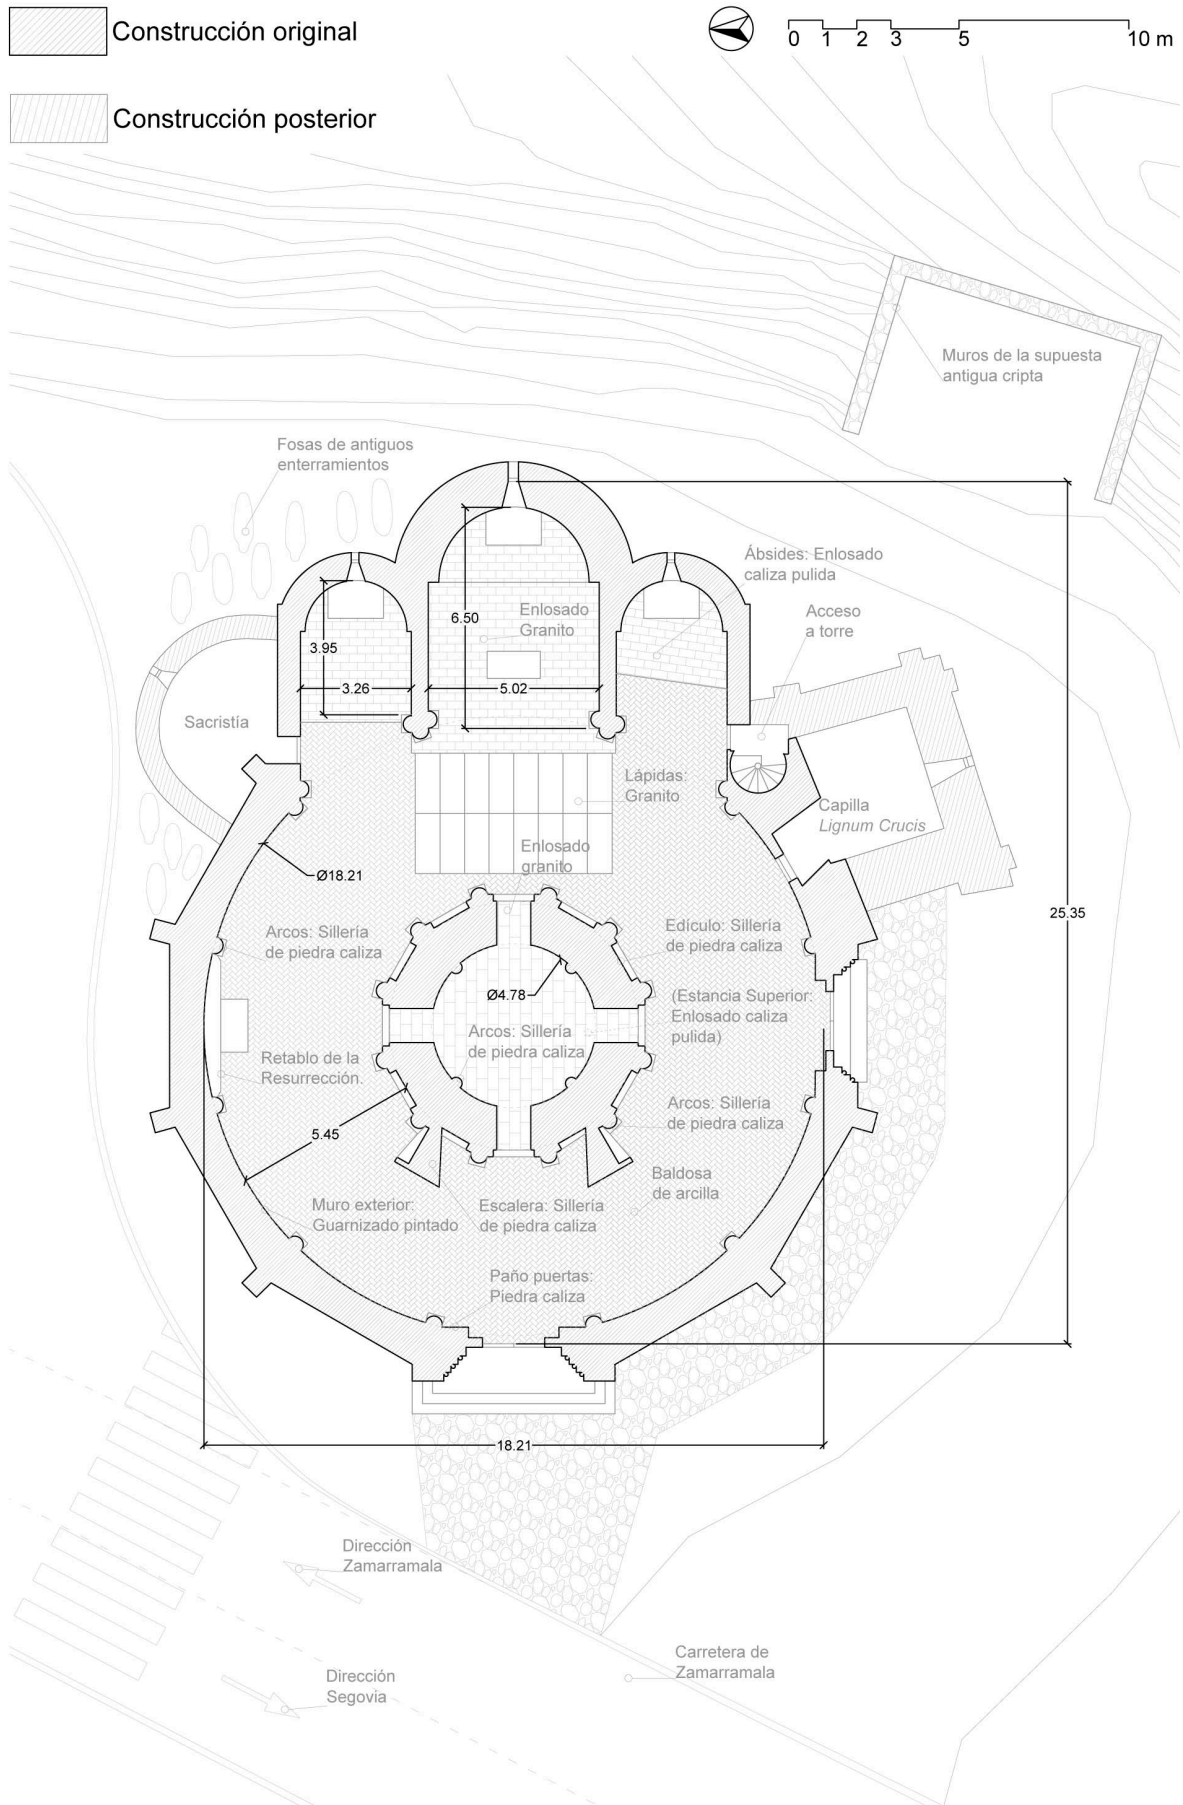 Construcción original
0 1 2 3 5 10 m
Construcción posterior
Muros de la supuesta
antigua cripta
Fosas de antiguos
enterramientos
Ábsides: Enlosado
caliza pulida
Enlosado
Granito
Acceso
a torre
6.50
3.95
3.26
5.02
Sacristía
Lápidas:
Granito
Capilla
Lignum Crucis
Enlosado
granito
Ø18.21
25.35
Arcos: Sillería
de piedra caliza
Edículo: Sillería
de piedra caliza
Ø4.78
(Estancia Superior:
Enlosado caliza
pulida)
Arcos: Sillería
de piedra caliza
Retablo de la
Resurrección.
Arcos: Sillería
de piedra caliza
5.45
Baldosa
de arcilla
Muro exterior:
Guarnizado pintado
Escalera: Sillería
de piedra caliza
Paño puertas:
Piedra caliza
18.21
Dirección
Zamarramala
Carretera de
Zamarramala
Dirección
Segovia